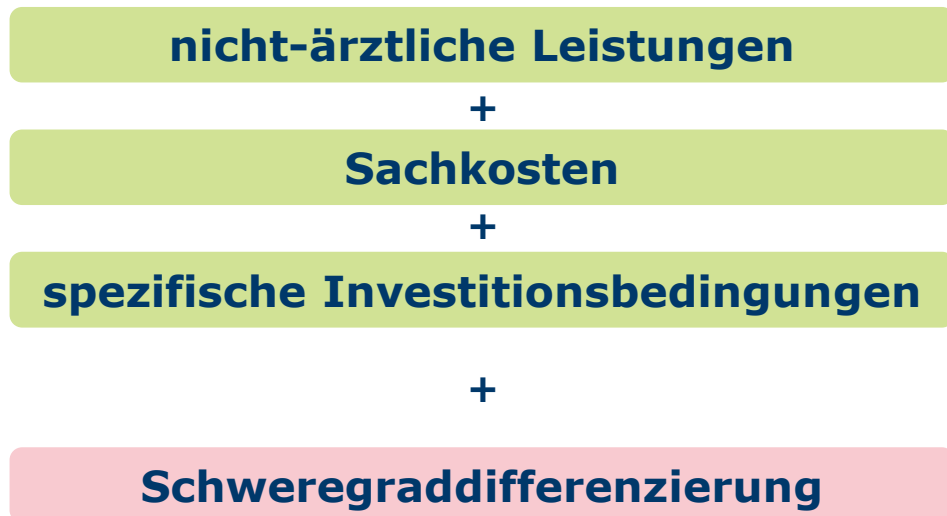 nicht-ärztliche Leistungen
+
Sachkosten
+
spezifische Investitionsbedingungen
+
Schweregraddifferenzierung